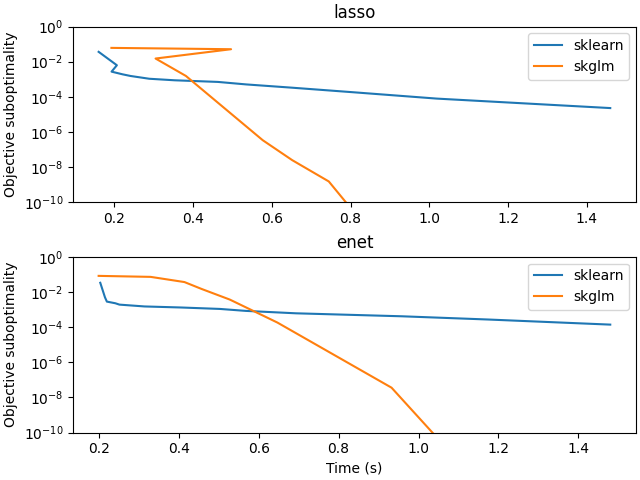 lasso
Objective suboptimality
10^0
10^−2
10^−4
10^−6
10^−8
10^−10
sklearn
skglm
0.2 0.4 0.6 0.8 1.0 1.2 1.4
enet
Objective suboptimality
10^0
10^−2
10^−4
10^−6
10^−8
10^−10
sklearn
skglm
0.2 0.4 0.6 0.8 1.0 1.2 1.4
Time (s)